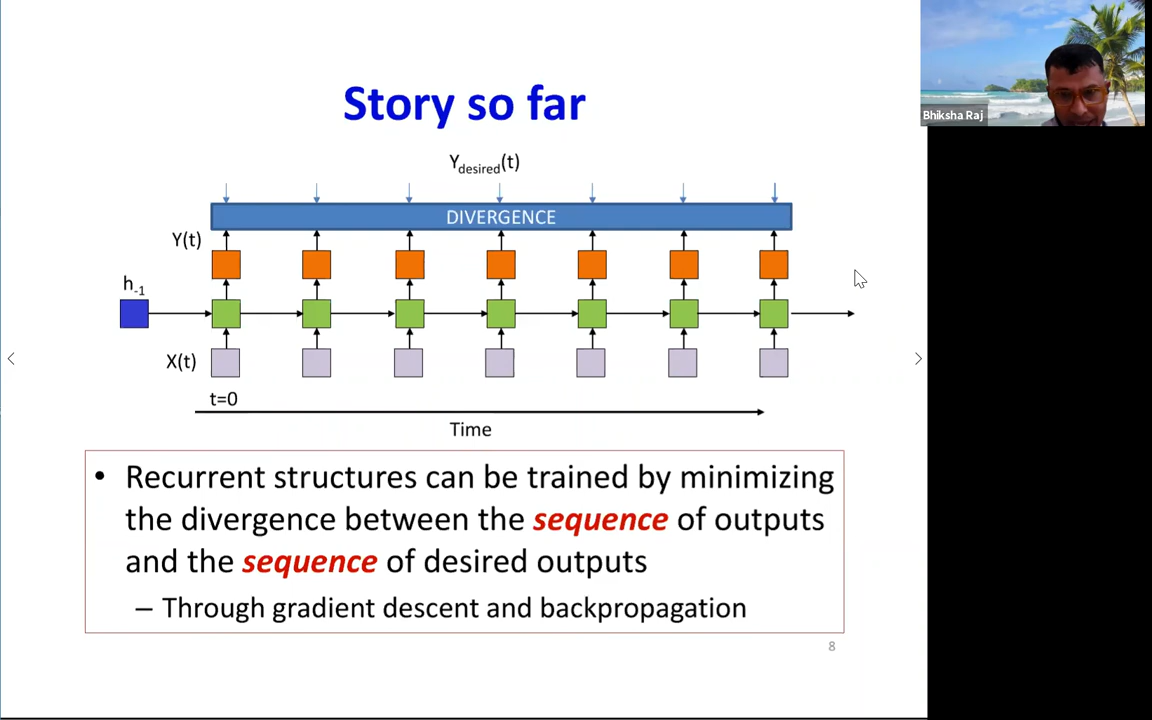 Story so far
Bhiksha Raj
Ydesired(t)
DIVERGENCE
Y(t)
h-1
X(t)
t=0
Time
• Recurrent structures can be trained by minimizing
the divergence between the sequence of outputs
and the sequence of desired outputs
– Through gradient descent and backpropagation
8